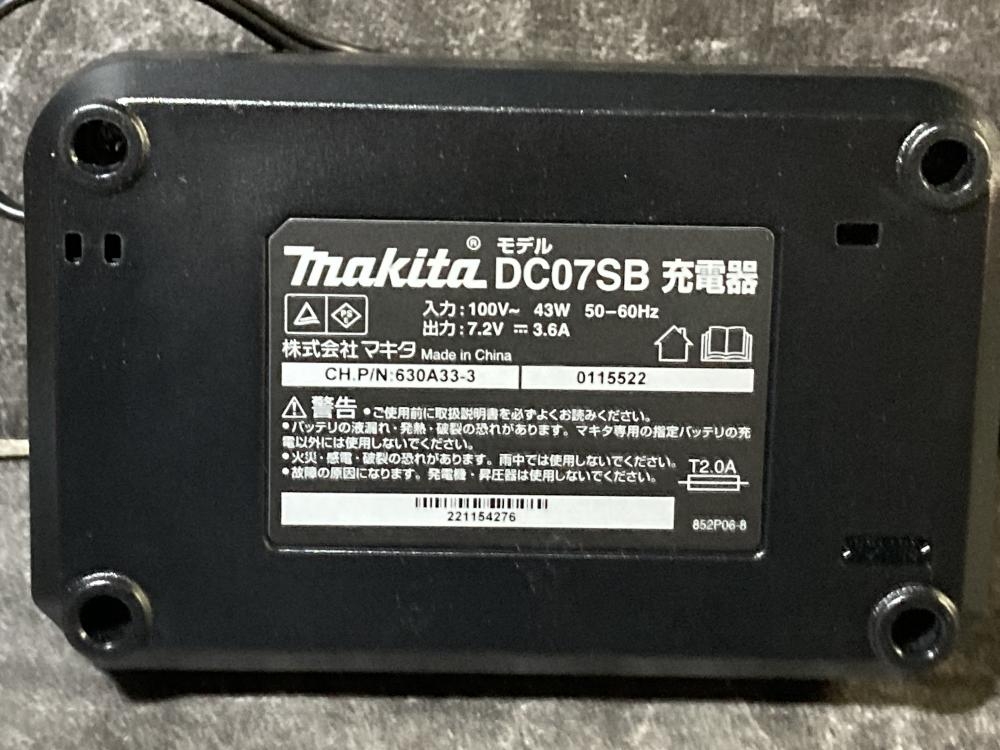 makita® モデル DC07SB 充電器
入力:100V~ 43W 50-60Hz
出力:7.2V ⎓ 3.6A
PS E
株式会社マキタ Made in China
CH.P/N:630A33-3 0115522
⚠警告 •ご使用前に取扱説明書を必ずよくお読みください。
•バッテリの液漏れ・発熱・破裂の恐れがあります。マキタ専用の指定バッテリの充
電以外には使用しないでください。
•火災・感電・破裂の恐れがあります。雨中では使用しないでください。
•故障の原因になります。発電機・昇圧器は使用しないでください。
T2.0A
221154276
852P06-8